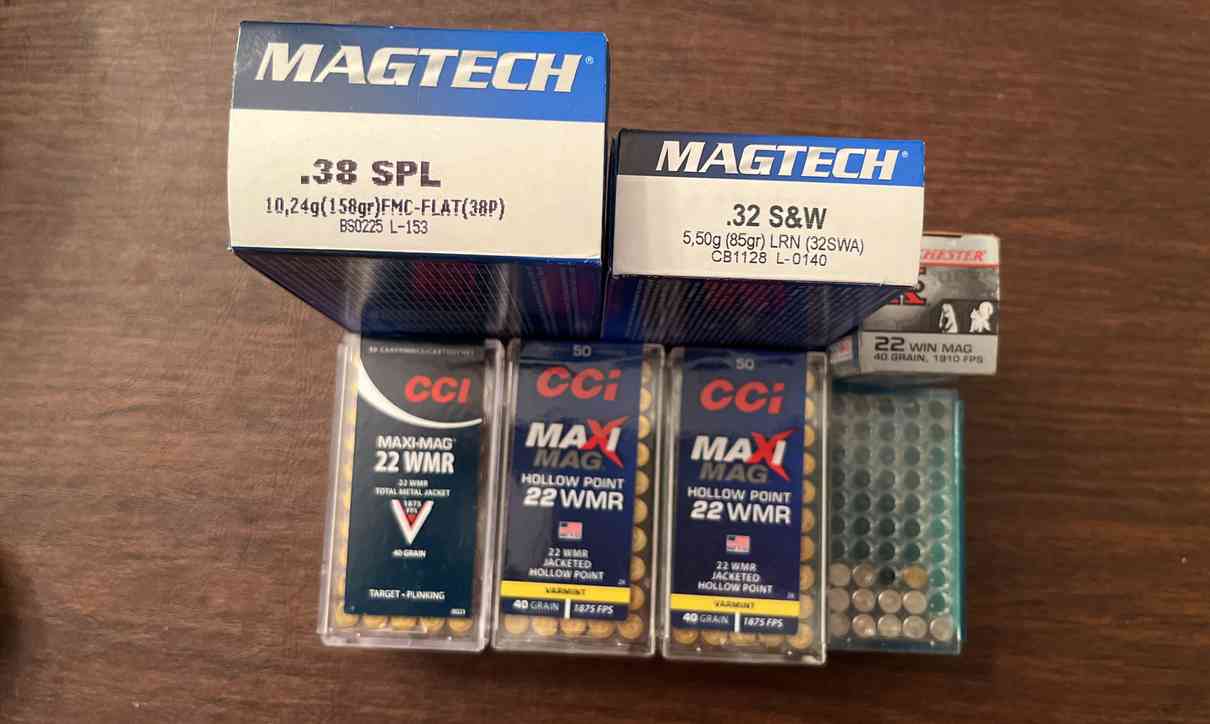 MAGTECH®
.38 SPL
10,24g(158gr)FMC-FLAT(38P)
BS0225 L-153
MAGTECH®
.32 S&W
5,50g (85gr) LRN (32SWA)
CB1128 L-0140
22 WIN MAG
40 GRAIN, 1910 FPS
CCI
MAXI-MAG
22 WMR
22 WMR
TOTAL METAL JACKET
1875
FPS
40 GRAIN
TARGET • PLINKING
50
CCi
MAXI
MAG
HOLLOW POINT
22 WMR
22 WMR
JACKETED
HOLLOW POINT
VARMINT
40 GRAIN 1875 FPS
50
CCi
MAXI
MAG
HOLLOW POINT
22 WMR
22 WMR
JACKETED
HOLLOW POINT
VARMINT
40 GRAIN 1875 FPS